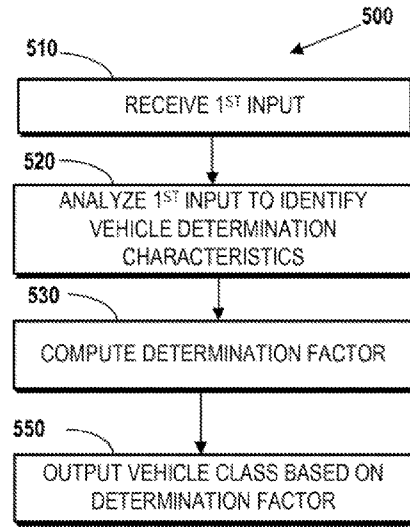 500
510
RECEIVE 1ST INPUT
520
ANALYZE 1ST INPUT TO IDENTIFY
VEHICLE DETERMINATION
CHARACTERISTICS
530
COMPUTE DETERMINATION FACTOR
550
OUTPUT VEHICLE CLASS BASED ON
DETERMINATION FACTOR